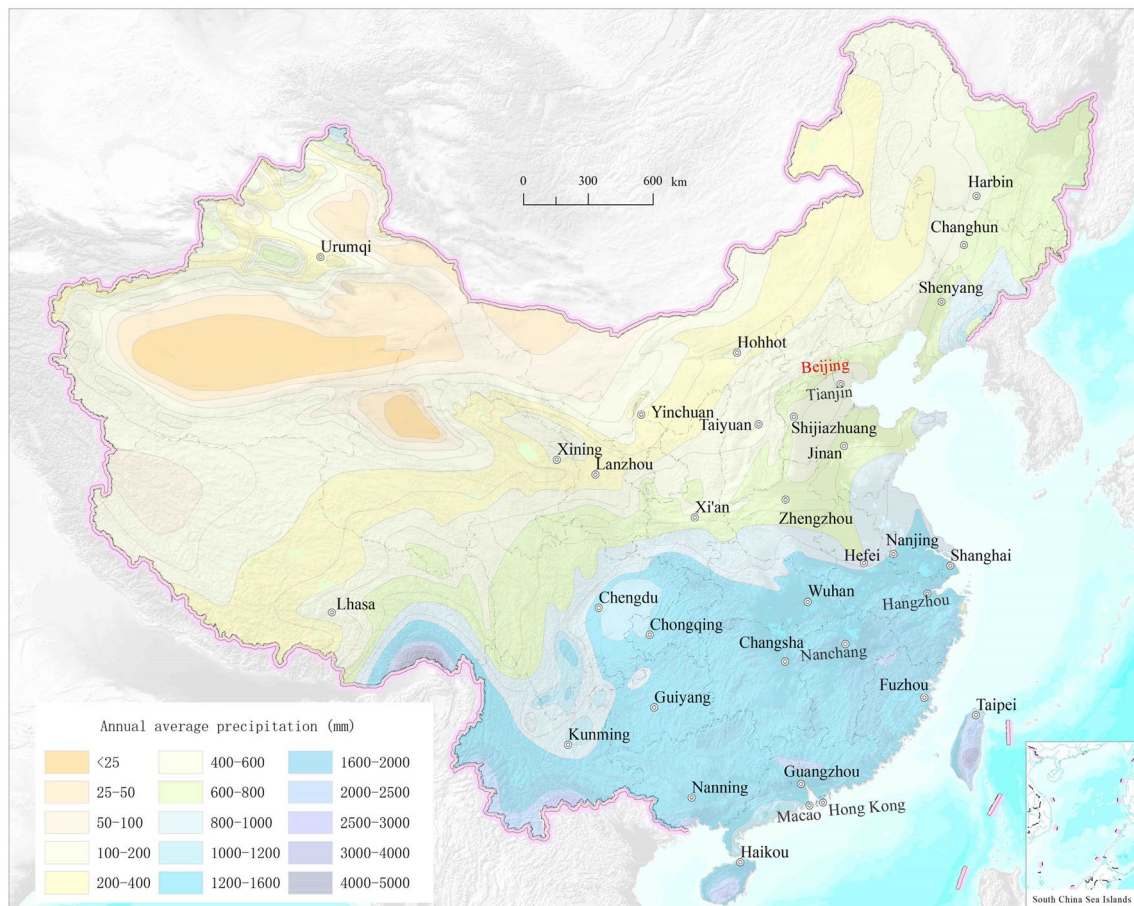 Harbin
Changhun
Urumqi
Shenyang
0 300 600 km
Hohhot
Beijing
Tianjin
Yinchuan
Taiyuan
Shijiazhuang
Jinan
Xining
Lanzhou
Xi'an
Zhengzhou
Nanjing
Hefei
Shanghai
Lhasa
Chengdu
Wuhan
Hangzhou
Chongqing
Changsha
Nanchang
Guiyang
Fuzhou
Taipei
Kunming
Nanning
Guangzhou
Macao
Hong Kong
Haikou
Annual average precipitation (mm)
<25
25-50
50-100
100-200
200-400
400-600
600-800
800-1000
1000-1200
1200-1600
1600-2000
2000-2500
2500-3000
3000-4000
4000-5000
South China Sea Islands